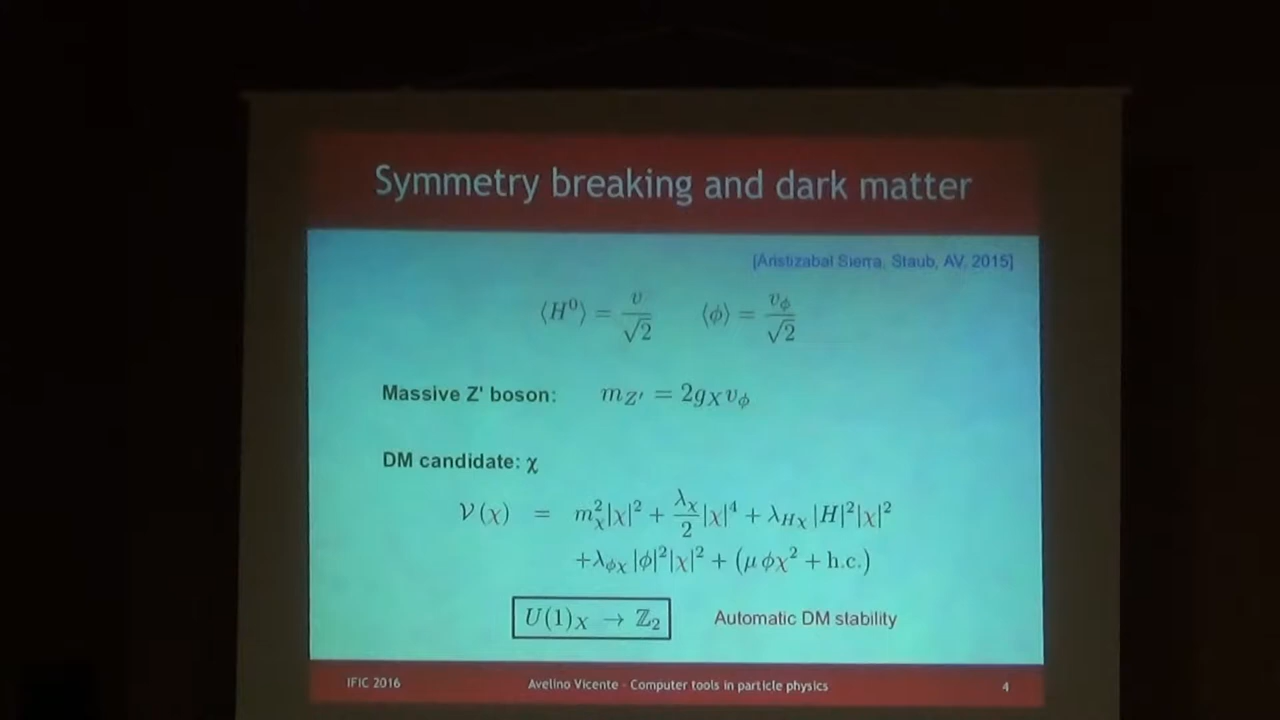 Symmetry breaking and dark matter
[Aristizabal Sierra, Staub, AV, 2015]
⟨H⁰⟩ = v/√2 ⟨ϕ⟩ = v_ϕ/√2
Massive Z' boson: m_Z' = 2g_X v_ϕ
DM candidate: χ
𝒱(χ) = m_χ²|χ|² + λ_χ/2 |χ|⁴ + λ_Hχ |H|²|χ|²
+λ_ϕχ |ϕ|²|χ|² + (μ ϕχ² + h.c.)
U(1)_X → ℤ₂ Automatic DM stability
IFIC 2016 Avelino Vicente - Computer tools in particle physics 4